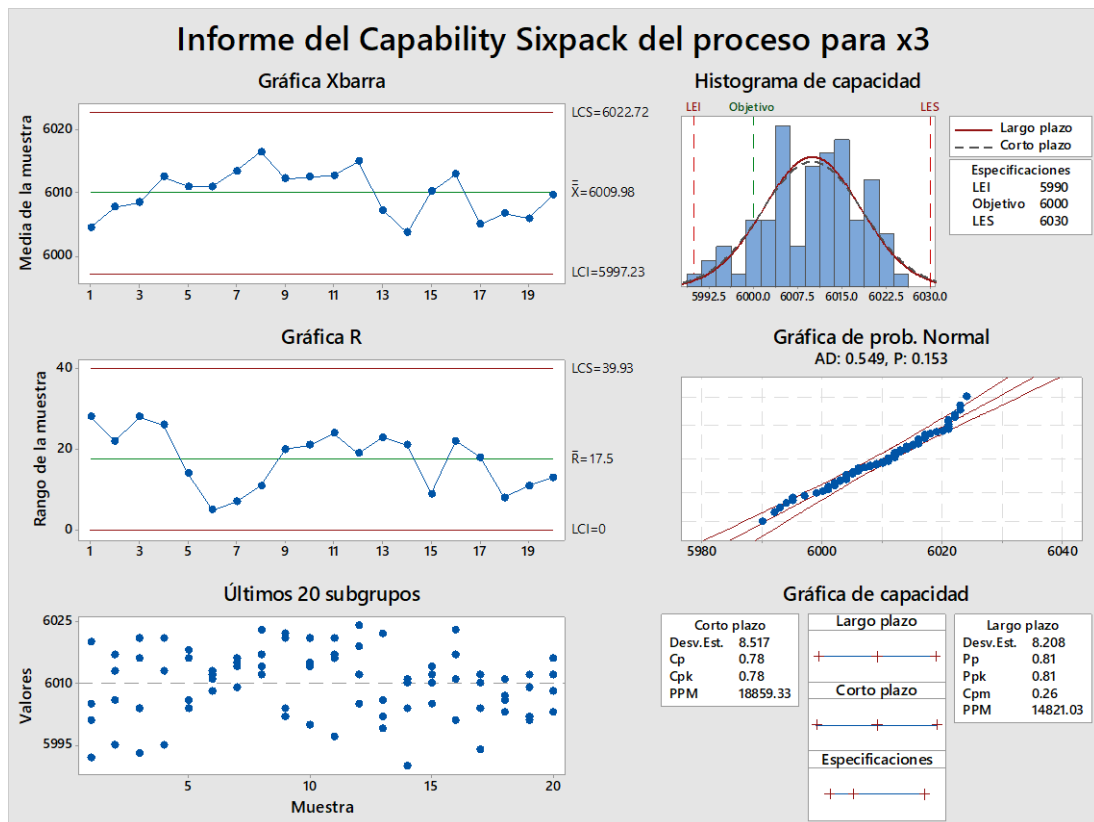 Informe del Capability Sixpack del proceso para x3
Gráfica Xbarra
Media de la muestra
6020
6010
6000
1 3 5 7 9 11 13 15 17 19
LCS=6022.72
X̿=6009.98
LCI=5997.23
Histograma de capacidad
LEI Objetivo LES
5992.5 6000.0 6007.5 6015.0 6022.5 6030.0
Largo plazo
Corto plazo
Especificaciones
LEI 5990
Objetivo 6000
LES 6030
Gráfica R
Rango de la muestra
40
20
0
1 3 5 7 9 11 13 15 17 19
LCS=39.93
R̅=17.5
LCI=0
Gráfica de prob. Normal
AD: 0.549, P: 0.153
5980 6000 6020 6040
Últimos 20 subgrupos
Valores
6025
6010
5995
5 10 15 20
Muestra
Gráfica de capacidad
Corto plazo
Desv.Est. 8.517
Cp 0.78
Cpk 0.78
PPM 18859.33
Largo plazo
Corto plazo
Especificaciones
Largo plazo
Desv.Est. 8.208
Pp 0.81
Ppk 0.81
Cpm 0.26
PPM 14821.03